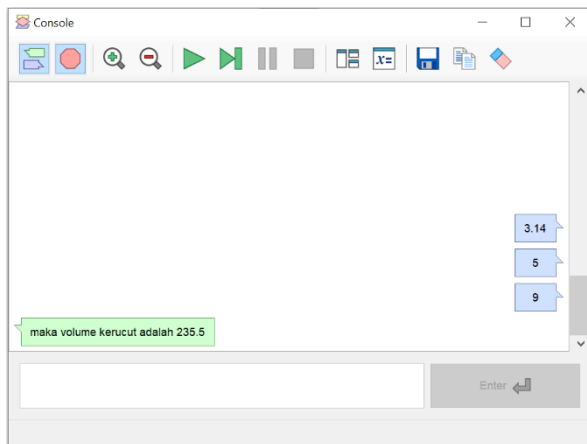 Console
x=
3.14
5
9
maka volume kerucut adalah 235.5
Enter